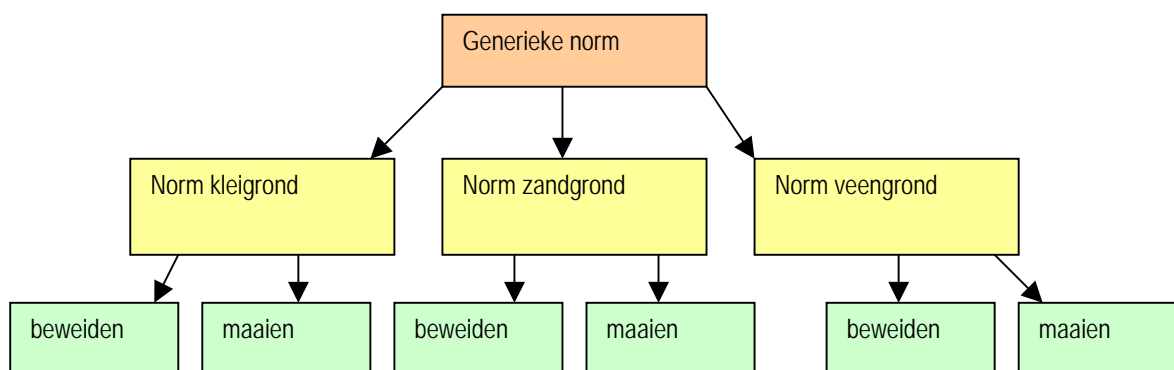 Generieke norm
Norm kleigrond
Norm zandgrond
Norm veengrond
beweiden
maaien
beweiden
maaien
beweiden
maaien